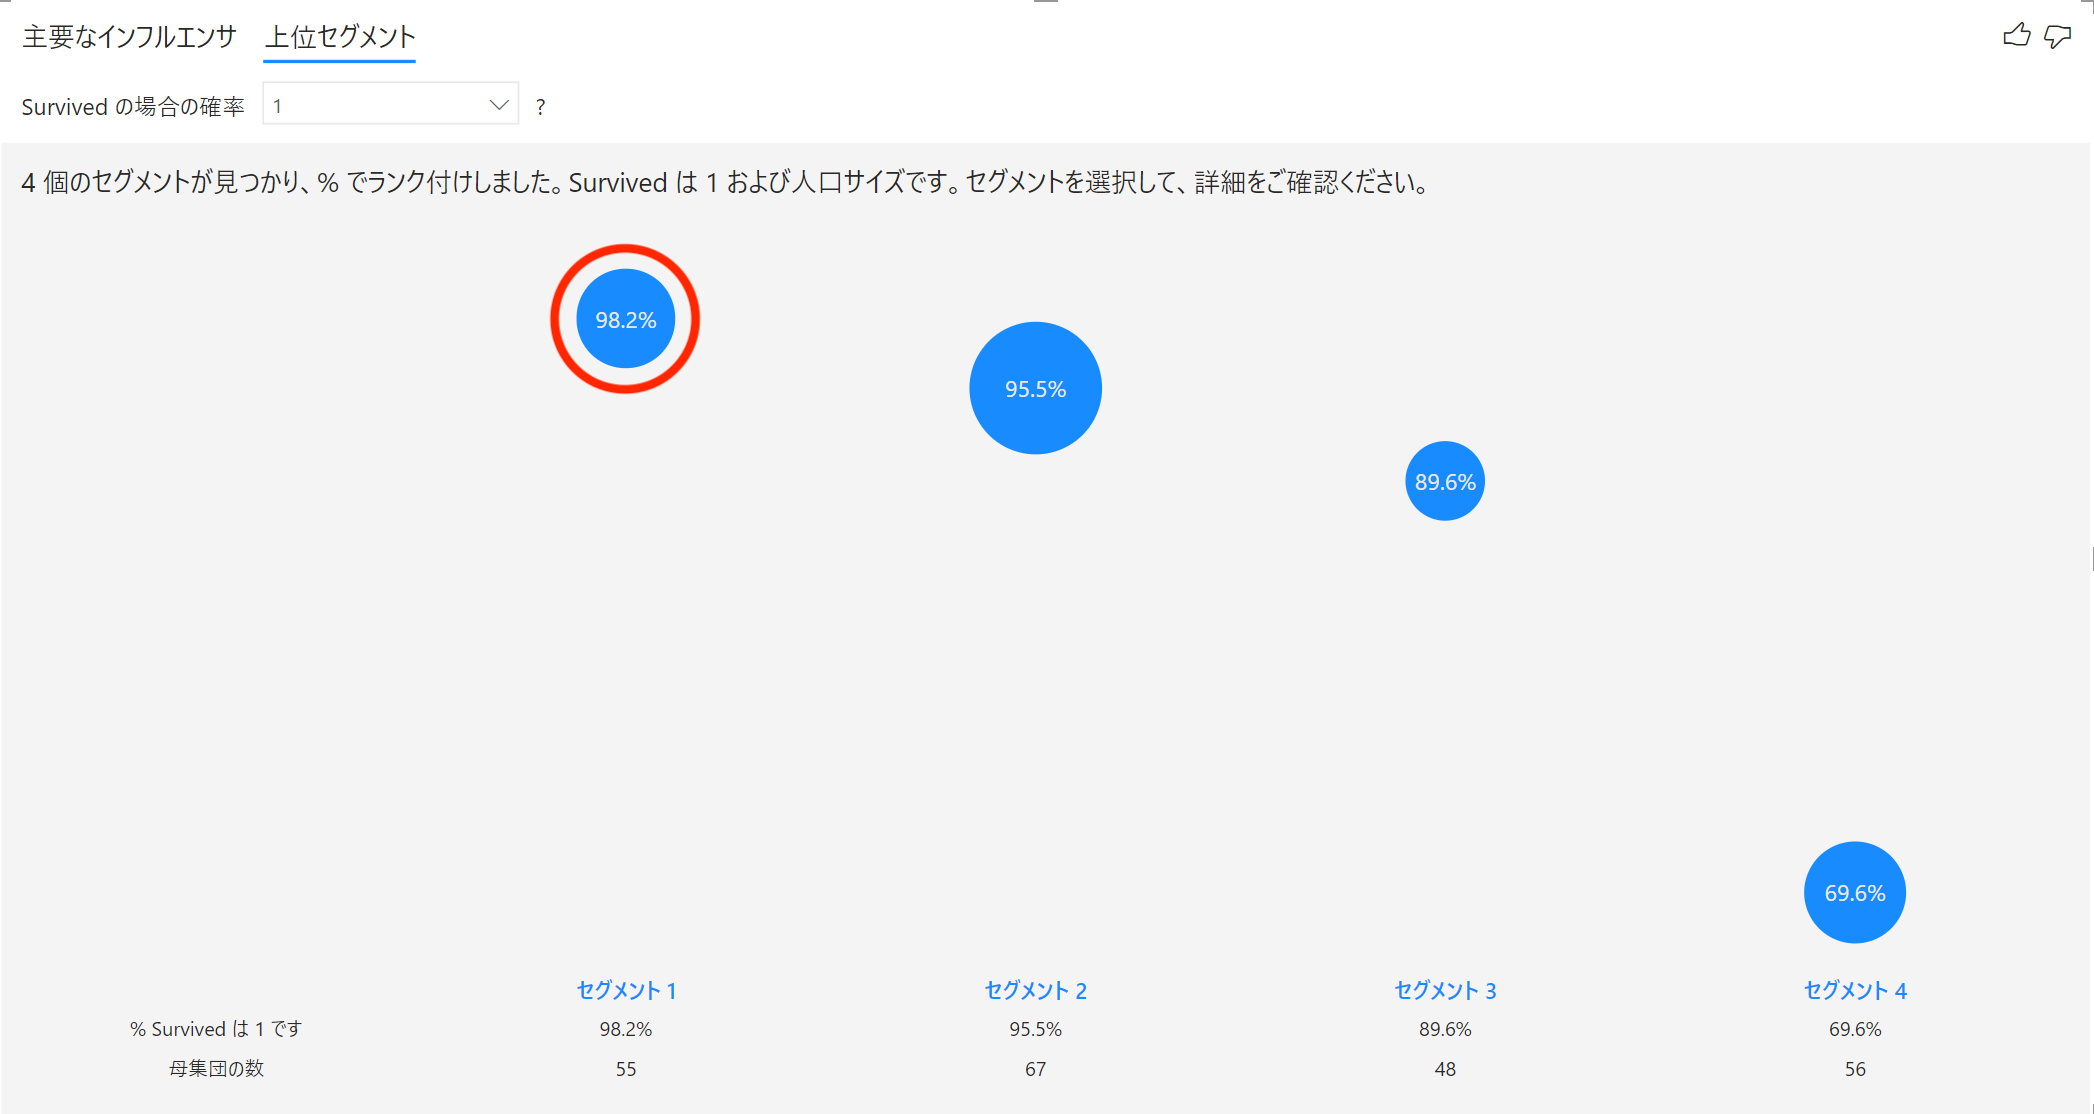 主要なインフルエンサ 上位セグメント
Survived の場合の確率 1 ?
4 個のセグメントが見つかり、% でランク付けしました。Survived は 1 および人口サイズです。セグメントを選択して、詳細をご確認ください。
98.2%
95.5%
89.6%
69.6%
セグメント 1 セグメント 2 セグメント 3 セグメント 4
% Survived は 1 です 98.2% 95.5% 89.6% 69.6%
母集団の数 55 67 48 56